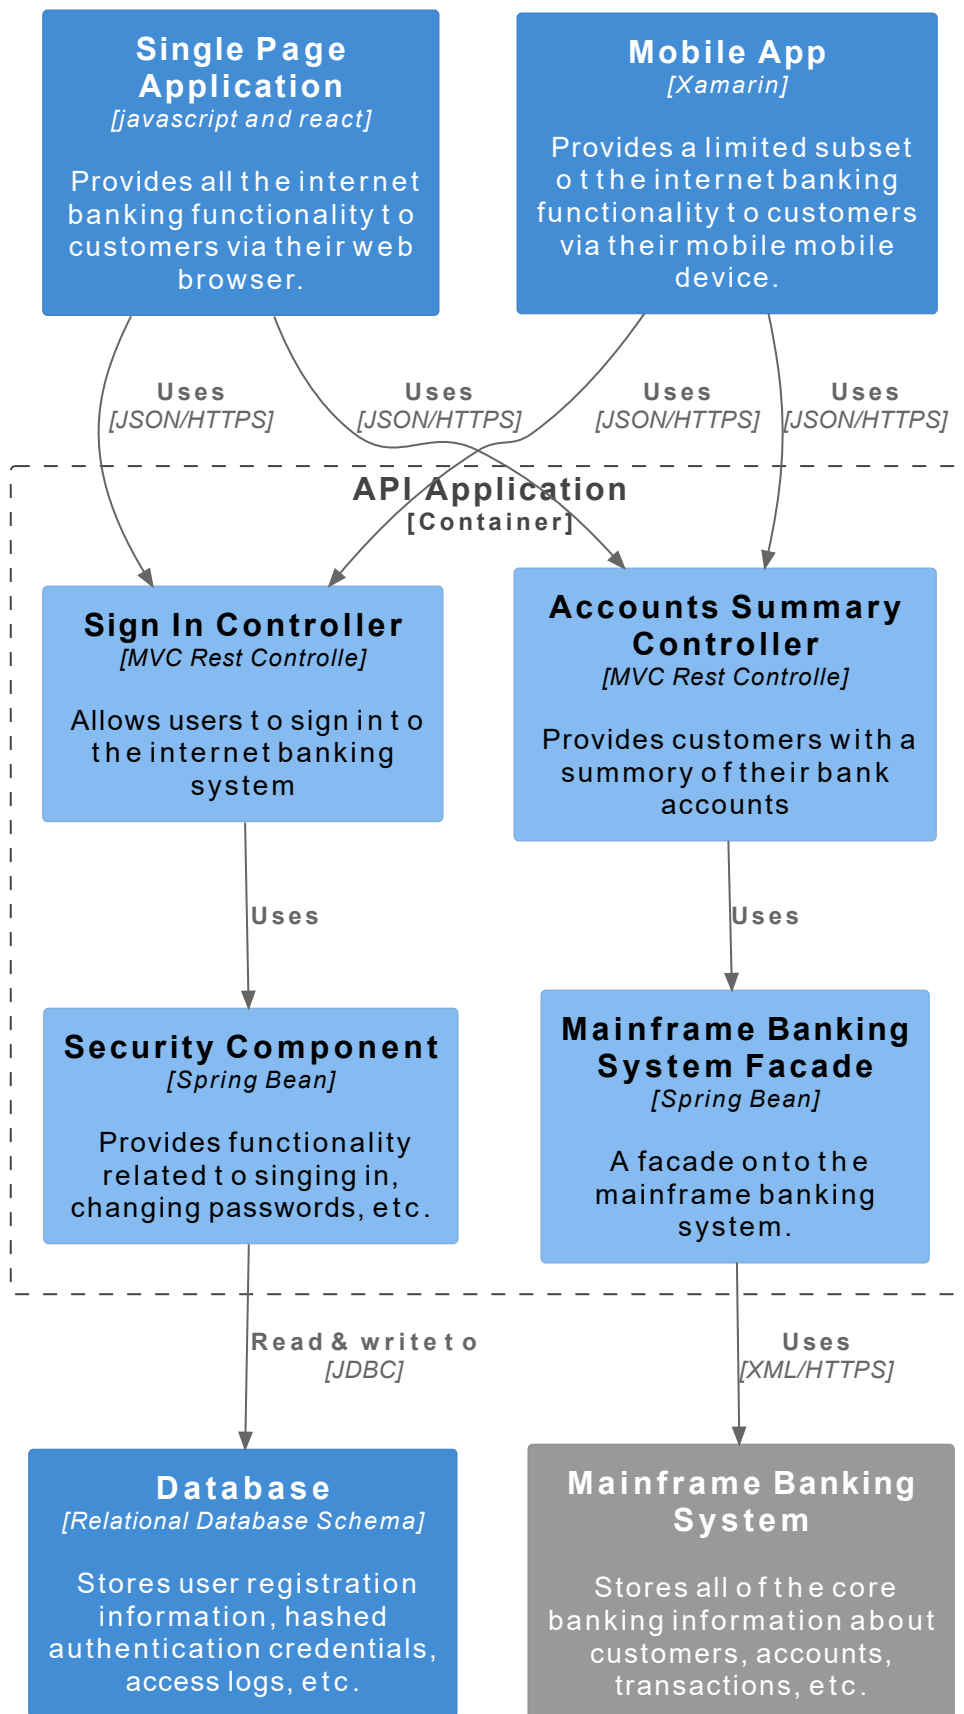 Single Page
Application
[javascript and react]
Provides all the internet
banking functionality to
customers via their web
browser.
Mobile App
[Xamarin]
Provides a limited subset
ot the internet banking
functionality to customers
via their mobile mobile
device.
Uses
[JSON/HTTPS]
Uses
[JSON/HTTPS]
Uses
[JSON/HTTPS]
Uses
[JSON/HTTPS]
API Application
[Container]
Sign In Controller
[MVC Rest Controlle]
Allows users to sign in to
the internet banking
system
Accounts Summary
Controller
[MVC Rest Controlle]
Provides customers with a
summory of their bank
accounts
Uses
Uses
Security Component
[Spring Bean]
Provides functionality
related to singing in,
changing passwords, etc.
Mainframe Banking
System Facade
[Spring Bean]
A facade onto the
mainframe banking
system.
Read & write to
[JDBC]
Uses
[XML/HTTPS]
Database
[Relational Database Schema]
Stores user registration
information, hashed
authentication credentials,
access logs, etc.
Mainframe Banking
System
Stores all of the core
banking information about
customers, accounts,
transactions, etc.